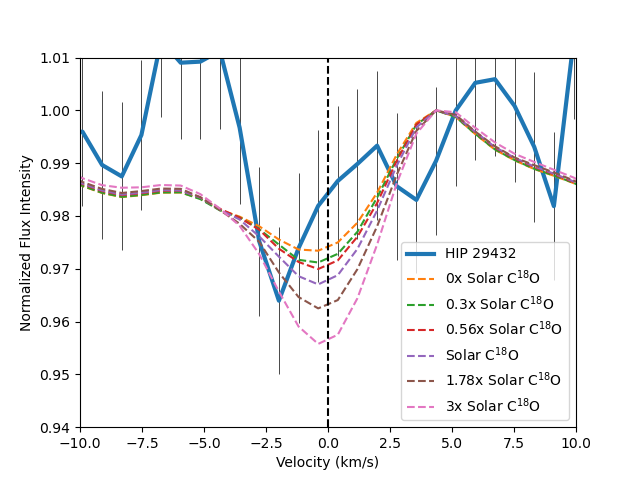 1.01
1.00
0.99
0.98
0.97
0.96
0.95
0.94
Normalized Flux Intensity
HIP 29432
0x Solar C¹⁸O
0.3x Solar C¹⁸O
0.56x Solar C¹⁸O
Solar C¹⁸O
1.78x Solar C¹⁸O
3x Solar C¹⁸O
−10.0 −7.5 −5.0 −2.5 0.0 2.5 5.0 7.5 10.0
Velocity (km/s)